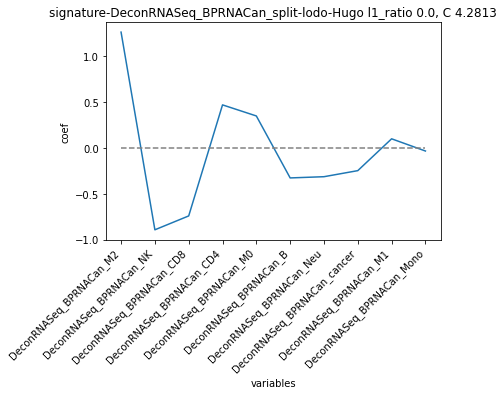 signature-DeconRNASeq_BPRNACan_split-lodo-Hugo l1_ratio 0.0, C 4.2813
1.0
0.5
0.0
−0.5
−1.0
coef
DeconRNASeq_BPRNACan_M2
DeconRNASeq_BPRNACan_NK
DeconRNASeq_BPRNACan_CD8
DeconRNASeq_BPRNACan_CD4
DeconRNASeq_BPRNACan_M0
DeconRNASeq_BPRNACan_B
DeconRNASeq_BPRNACan_Neu
DeconRNASeq_BPRNACan_cancer
DeconRNASeq_BPRNACan_M1
DeconRNASeq_BPRNACan_Mono
variables